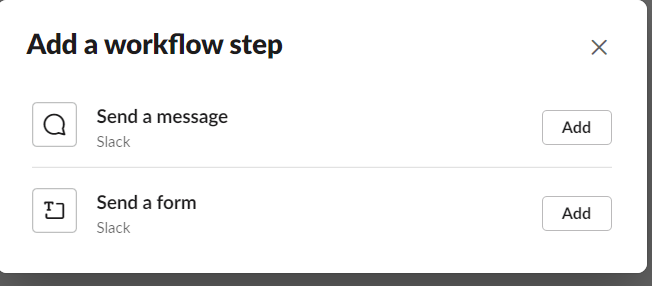 Add a workflow step
Send a message
Slack
Add
Send a form
Slack
Add